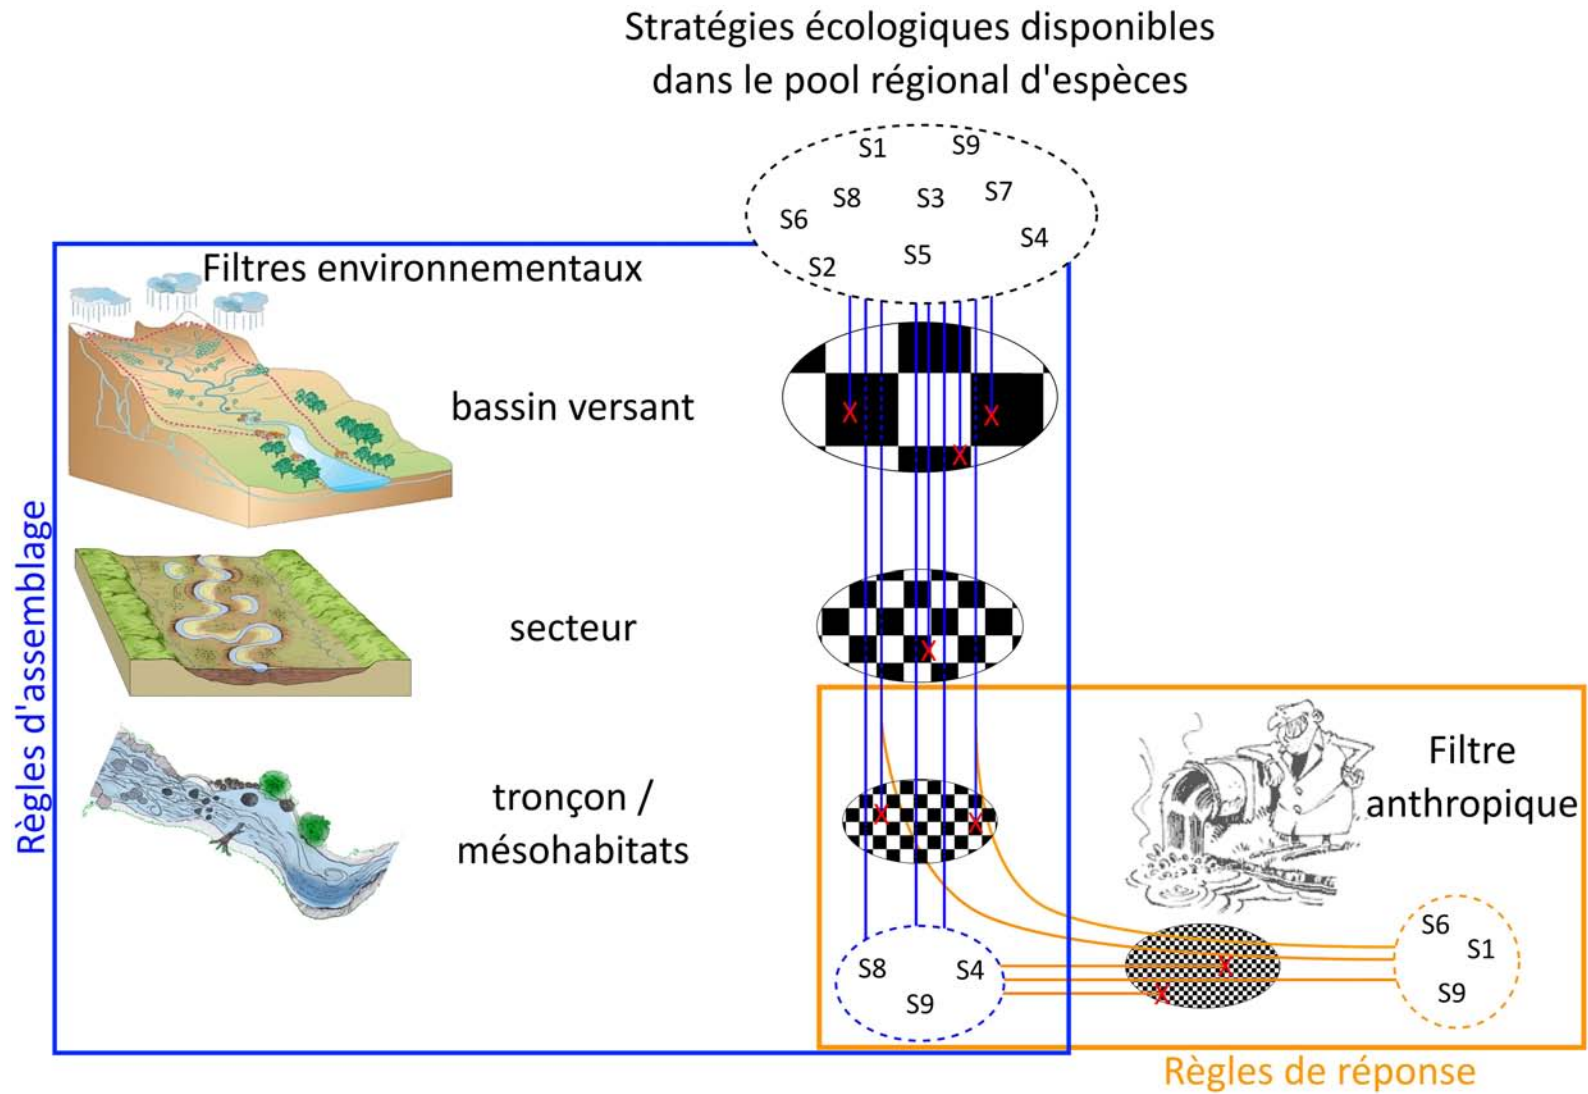 Stratégies écologiques disponibles
dans le pool régional d'espèces
S1
S9
S8
S3
S7
S6
S4
S5
S2
Filtres environnementaux
bassin versant
secteur
tronçon /
mésohabitats
Règles d'assemblage
Filtre
anthropique
S8
S4
S9
S6
S1
S9
Règles de réponse